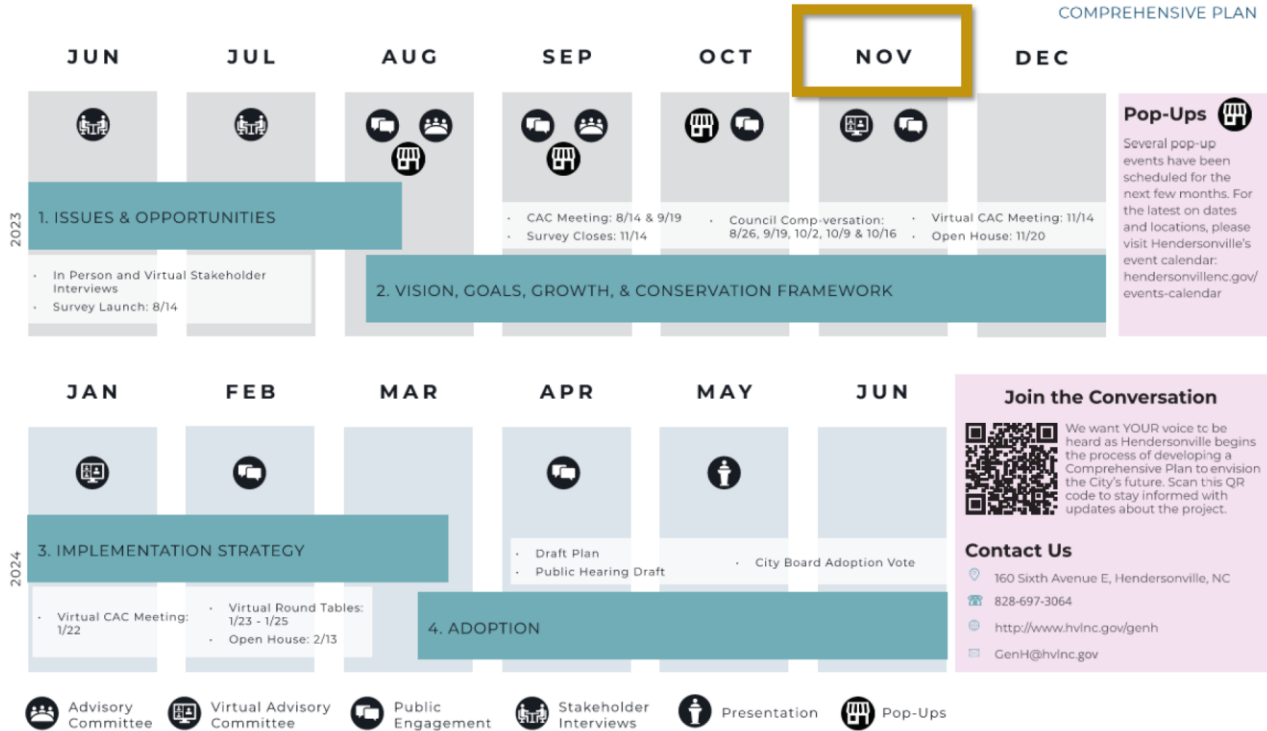 COMPREHENSIVE PLAN
JUN
JUL
AUG
SEP
OCT
NOV
DEC
2023
1. ISSUES & OPPORTUNITIES
• In Person and Virtual Stakeholder
Interviews
• Survey Launch: 8/14
• CAC Meeting: 8/14 & 9/19
• Survey Closes: 11/14
• Council Comp-versation:
8/26, 9/19, 10/2, 10/9 & 10/16
• Virtual CAC Meeting: 11/14
• Open House: 11/20
2. VISION, GOALS, GROWTH, & CONSERVATION FRAMEWORK
Pop-Ups
Several pop-up
events have been
scheduled for the
next few months. For
the latest on dates
and locations, please
visit Hendersonville's
event calendar:
hendersonvillenc.gov/
events-calendar
JAN
FEB
MAR
APR
MAY
JUN
2024
3. IMPLEMENTATION STRATEGY
• Virtual CAC Meeting:
1/22
• Virtual Round Tables:
1/23 - 1/25
• Open House: 2/13
• Draft Plan
• Public Hearing Draft
• City Board Adoption Vote
4. ADOPTION
Join the Conversation
We want YOUR voice to be
heard as Hendersonville begins
the process of developing a
Comprehensive Plan to envision
the City's future. Scan this QR
code to stay informed with
updates about the project.
Contact Us
160 Sixth Avenue E, Hendersonville, NC
828-697-3064
http://www.hvlnc.gov/genh
GenH@hvlnc.gov
Advisory
Committee
Virtual Advisory
Committee
Public
Engagement
Stakeholder
Interviews
Presentation
Pop-Ups